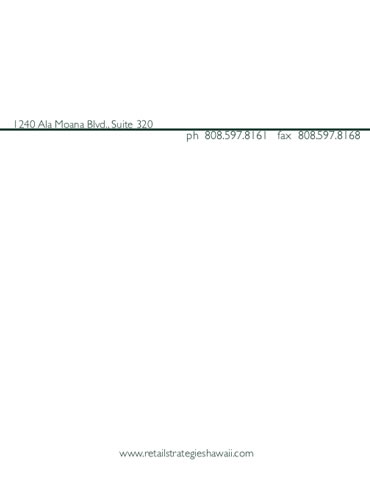 1240 Ala Moana Blvd., Suite 320
ph 808.597.8161 fax 808.597.8168
www.retailstrategieshawaii.com